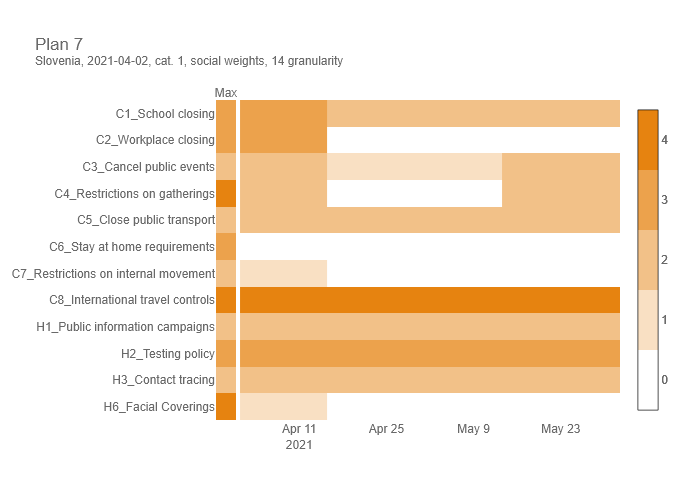 Plan 7
Slovenia, 2021-04-02, cat. 1, social weights, 14 granularity
Max
C1_School closing
C2_Workplace closing
C3_Cancel public events
C4_Restrictions on gatherings
C5_Close public transport
C6_Stay at home requirements
C7_Restrictions on internal movement
C8_International travel controls
H1_Public information campaigns
H2_Testing policy
H3_Contact tracing
H6_Facial Coverings
4
3
2
1
0
Apr 11 Apr 25 May 9 May 23
2021